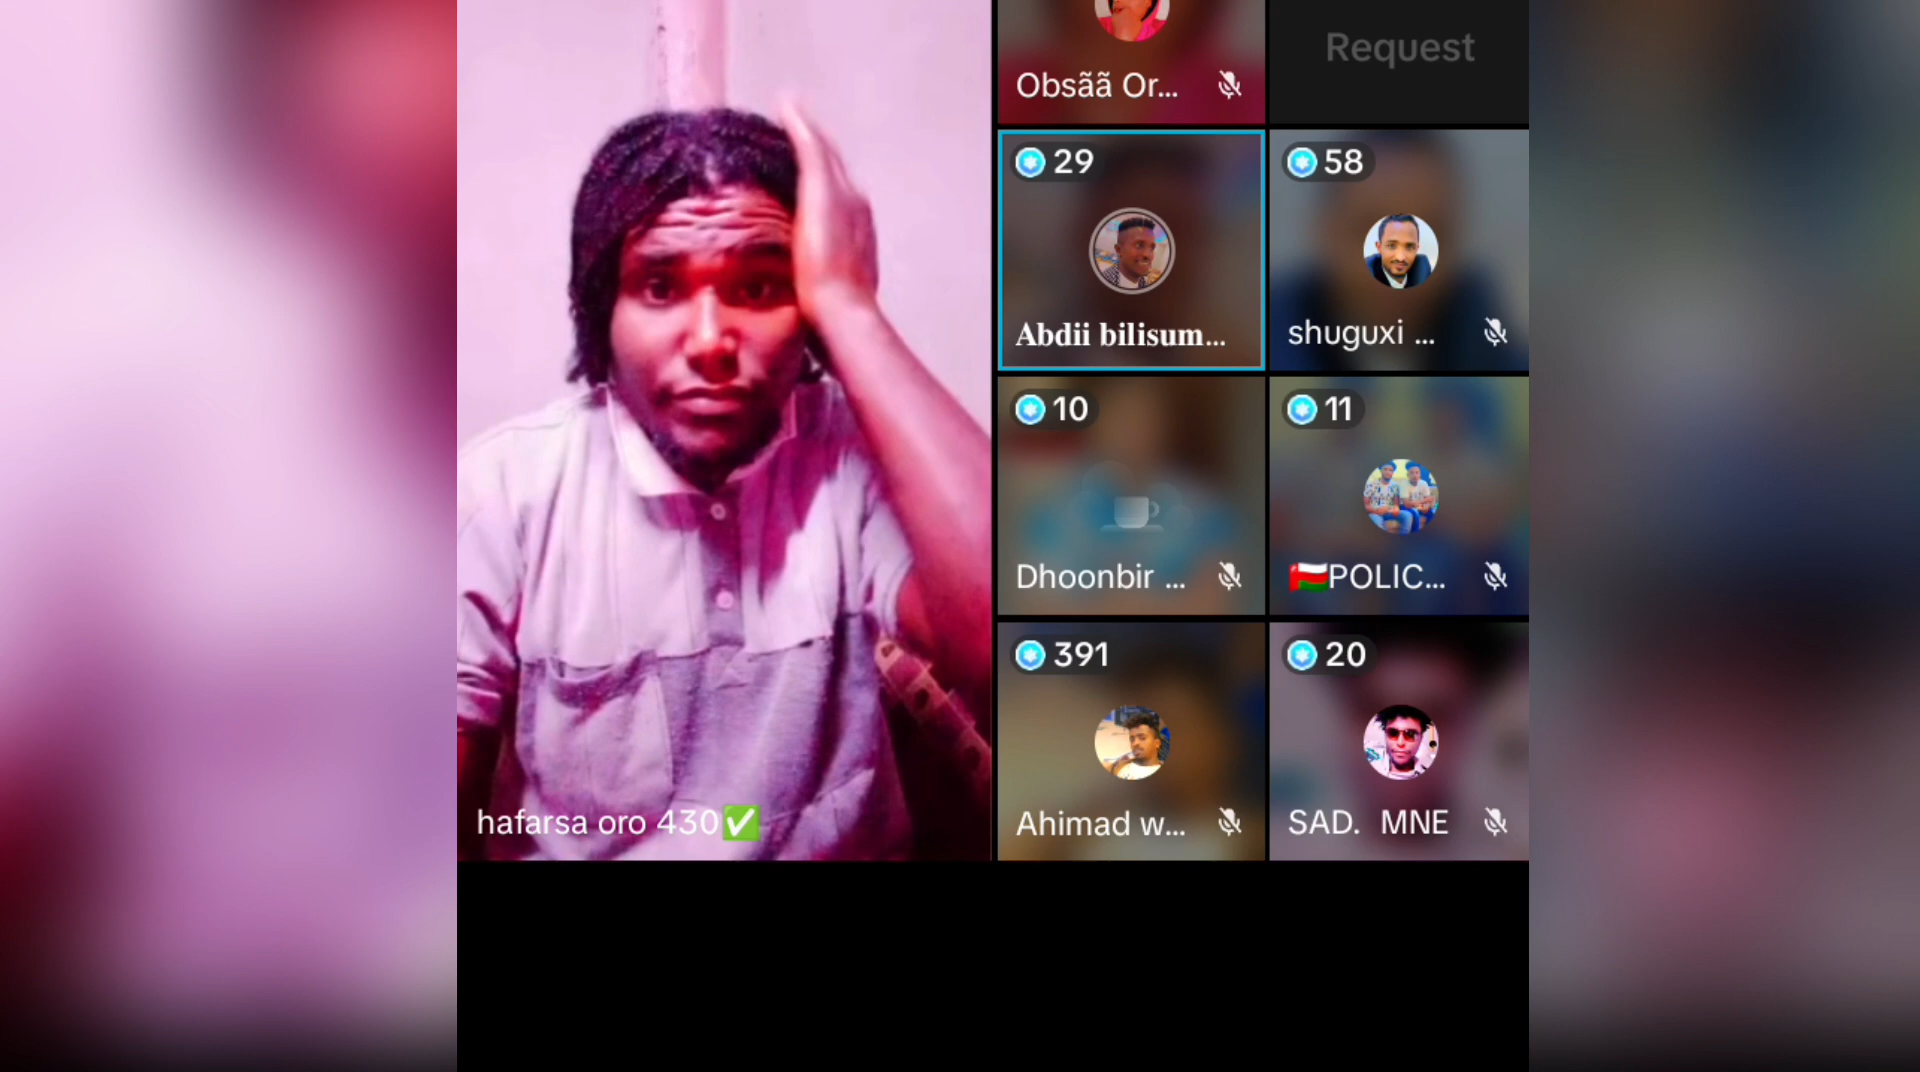 Obsãã Or...
Request
29
𝐀𝐛𝐝𝐢𝐢 𝐛𝐢𝐥𝐢𝐬𝐮𝐦...
58
shuguxi ...
10
Dhoonbir ...
11
🇴🇲POLIC...
391
Ahimad w...
20
SAD. MNE
hafarsa oro 430✅